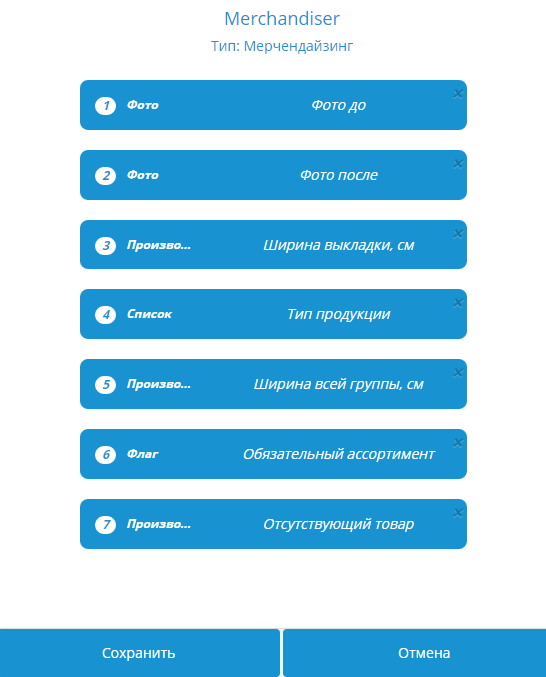 Merchandiser
Тип: Мерчендайзинг
1 Фото Фото до ×
2 Фото Фото после ×
3 Произво... Ширина выкладки, см ×
4 Список Тип продукции ×
5 Произво... Ширина всей группы, см ×
6 Флаг Обязательный ассортимент ×
7 Произво... Отсутствующий товар ×
Сохранить Отмена